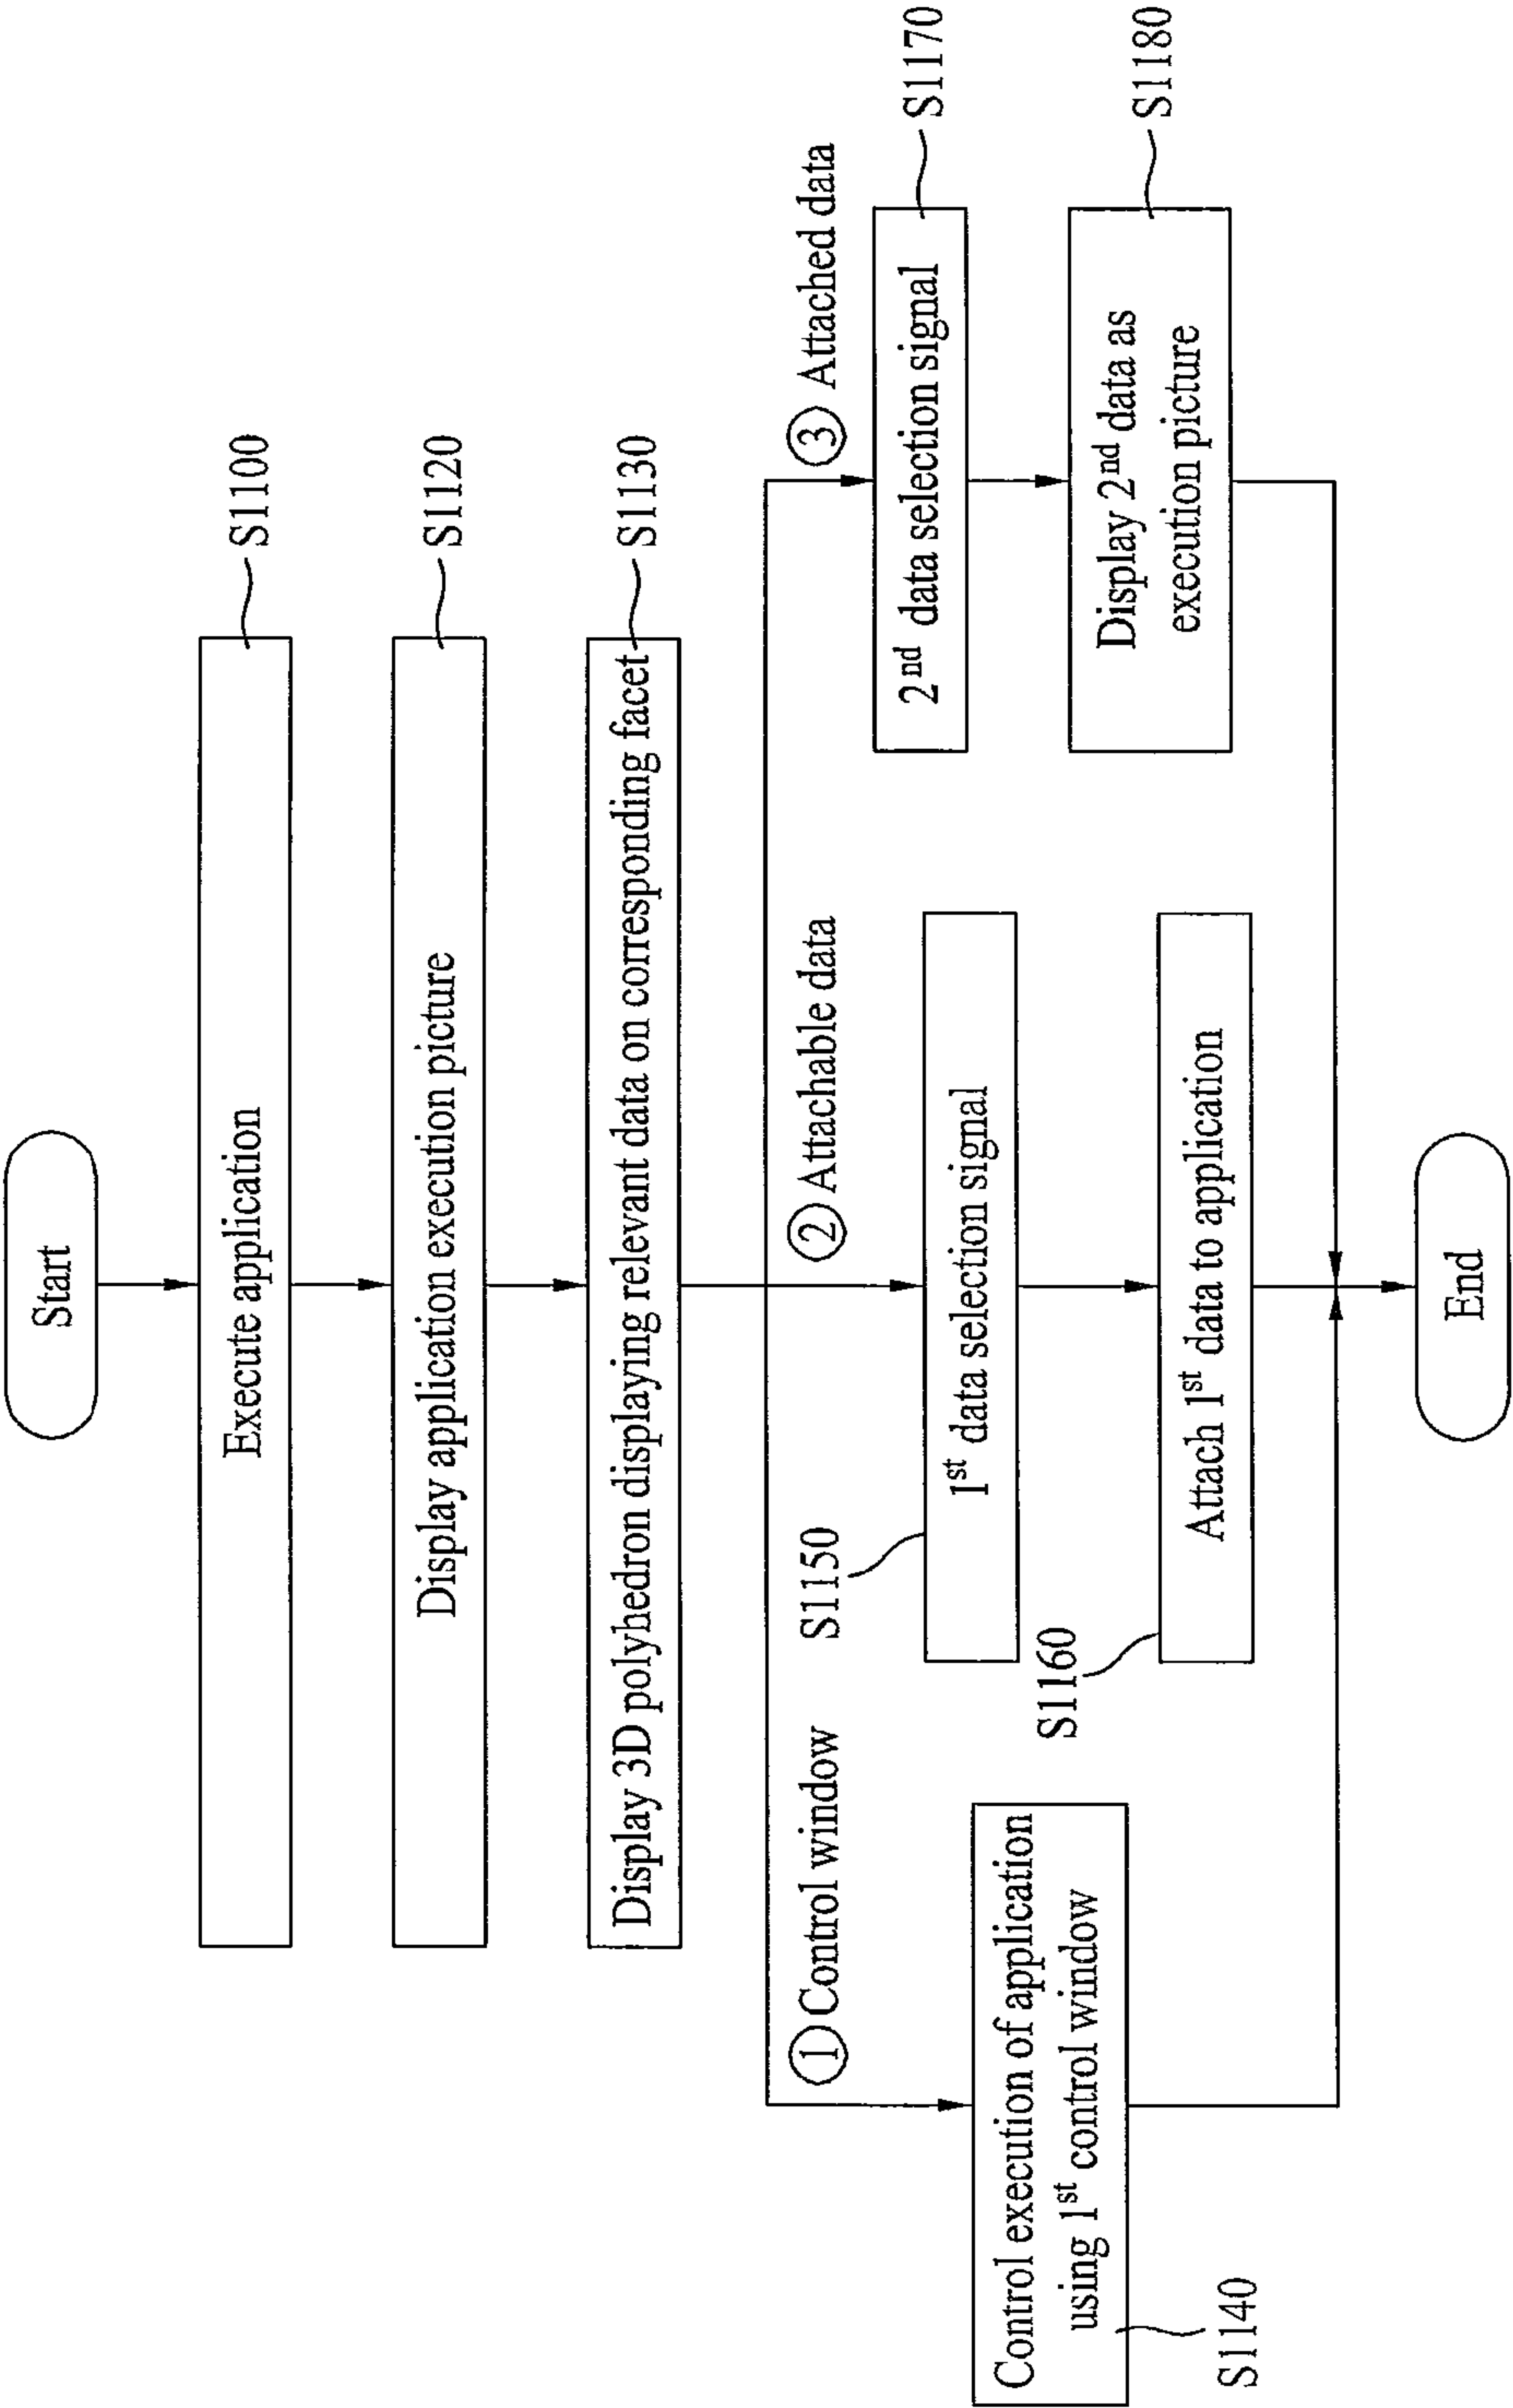 Start
Execute application
S1100
Display application execution picture
S1120
Display 3D polyhedron displaying relevant data on corresponding facet
S1130
① Control window
② Attachable data
③ Attached data
Control execution of application
using 1st control window
S1140
S1150
1st data selection signal
S1160
Attach 1st data to application
2nd data selection signal
S1170
Display 2nd data as
execution picture
S1180
End